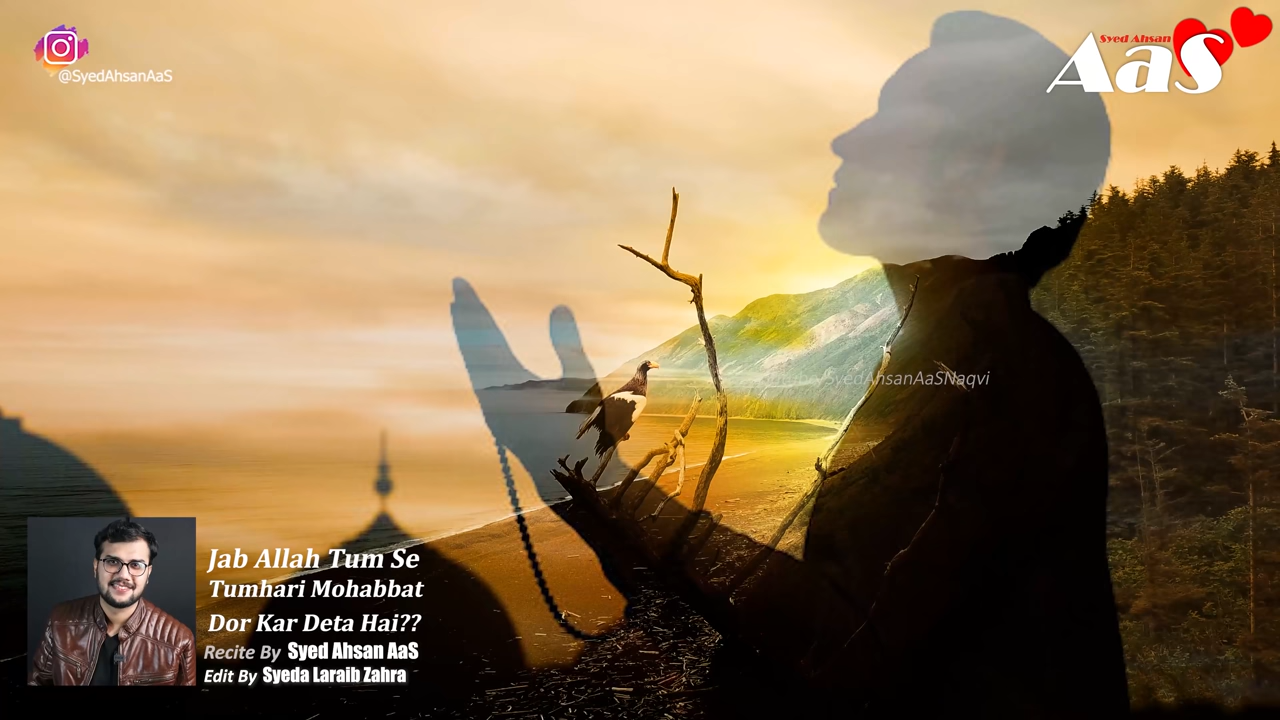 @SyedAhsanAaS
Syed Ahsan
AaS
SyedAhsanAaSNaqvi
Jab Allah Tum Se
Tumhari Mohabbat
Dor Kar Deta Hai??
Recite By Syed Ahsan AaS
Edit By Syeda Laraib Zahra